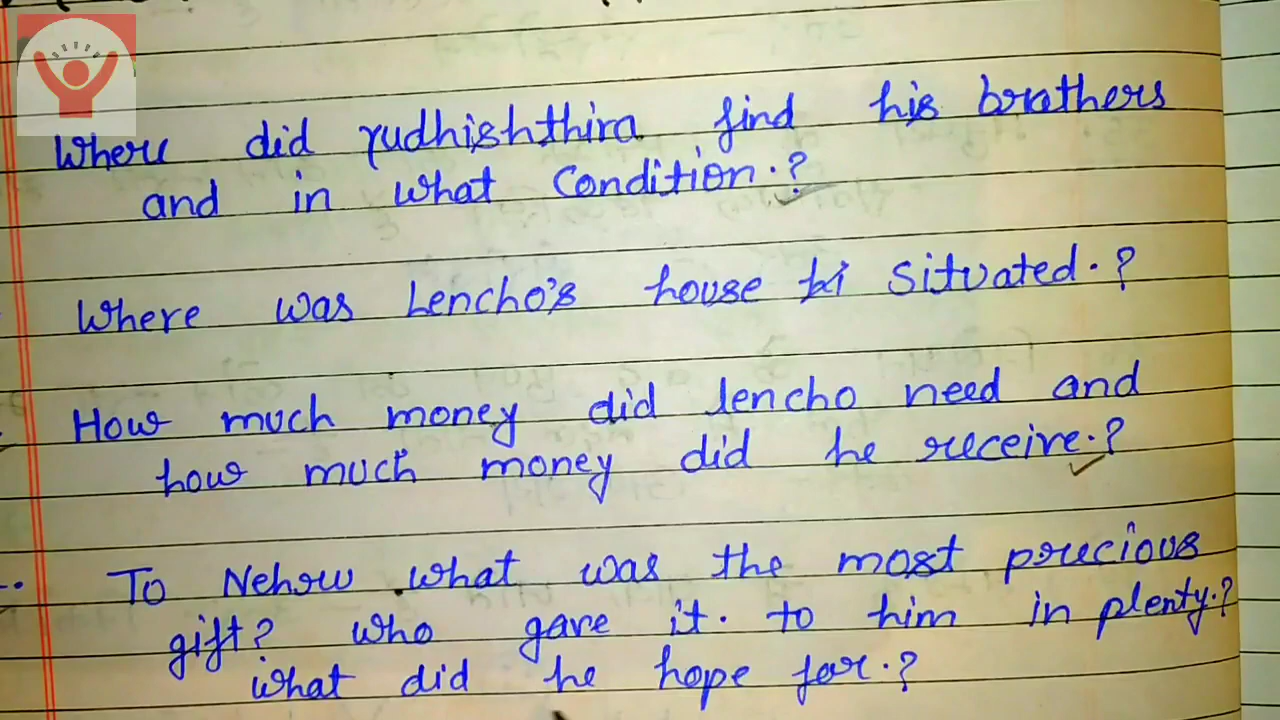 Where did Yudhishthira find his brothers
and in what condition.?
Where was Lencho's house situated.?
How much money did Lencho need and
how much money did he receive.?
To Nehru what was the most precious
gift? who gave it. to him in plenty.?
what did he hope for.?